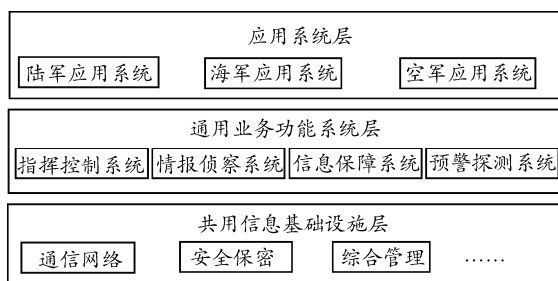 应用系统层
陆军应用系统 海军应用系统 空军应用系统
通用业务功能系统层
指挥控制系统 情报侦察系统 信息保障系统 预警探测系统
共用信息基础设施层
通信网络 安全保密 综合管理 ……